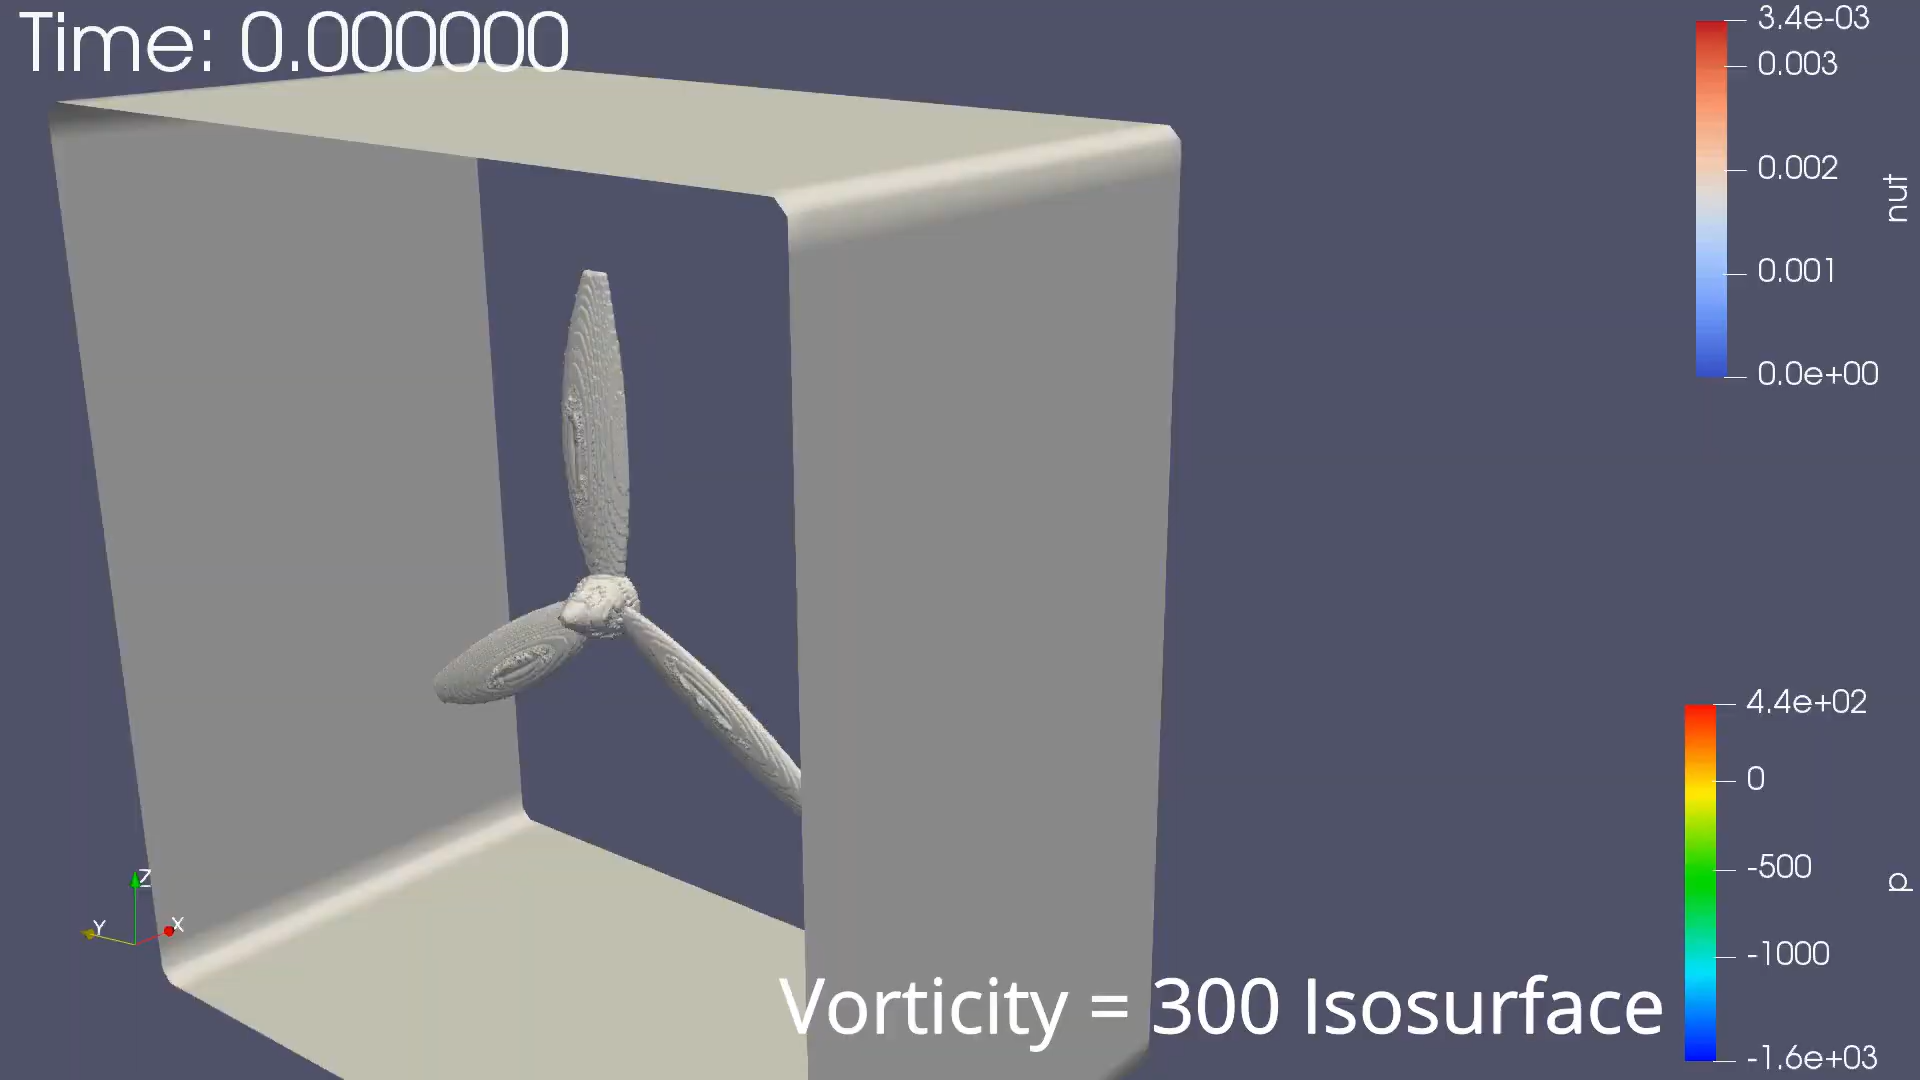 Time: 0.000000
3.4e-03
0.003
0.002
0.001
0.0e+00
nut
4.4e+02
0
-500
-1000
-1.6e+03
p
Z
Y
X
Vorticity = 300 Isosurface